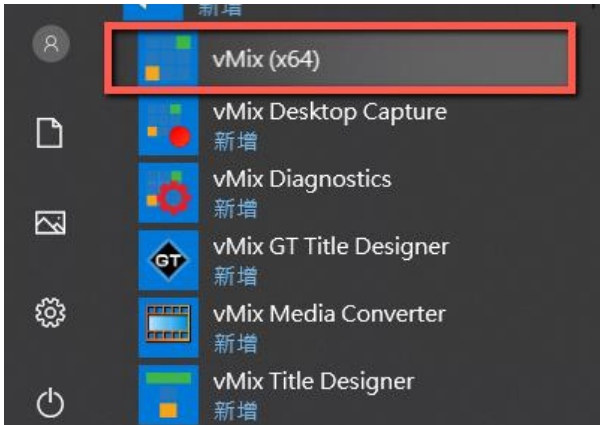 新增
vMix (x64)
vMix Desktop Capture
新增
vMix Diagnostics
新增
GT
vMix GT Title Designer
新增
vMix Media Converter
新增
vMix Title Designer
新增